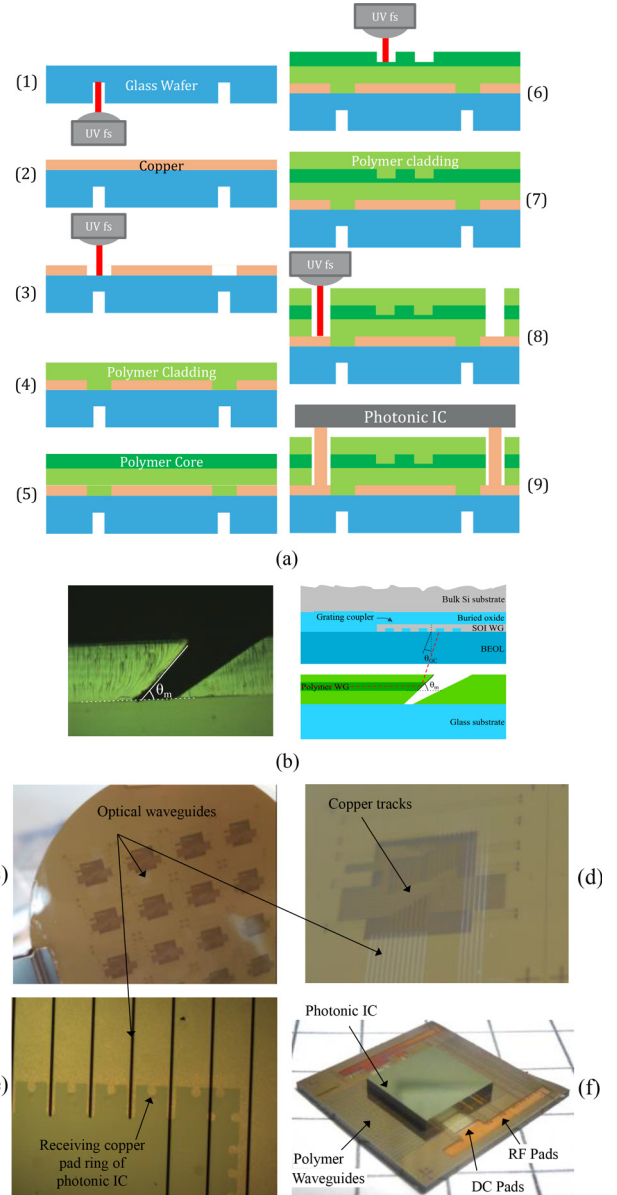 UV fs
(1)
Glass Wafer
UV fs
(2)
Copper
UV fs
(3)
Polymer Cladding
(4)
Polymer Core
(5)
(6)
Polymer cladding
(7)
UV fs
(8)
Photonic IC
(9)
(a)
θm
Bulk Si substrate
Grating coupler
Buried oxide
SOI WG
θGC
BEOL
Polymer WG
θm
Glass substrate
(b)
Optical waveguides
Copper tracks
(d)
Receiving copper
pad ring of
photonic IC
Photonic IC
Polymer
Waveguides
RF Pads
DC Pads
(f)